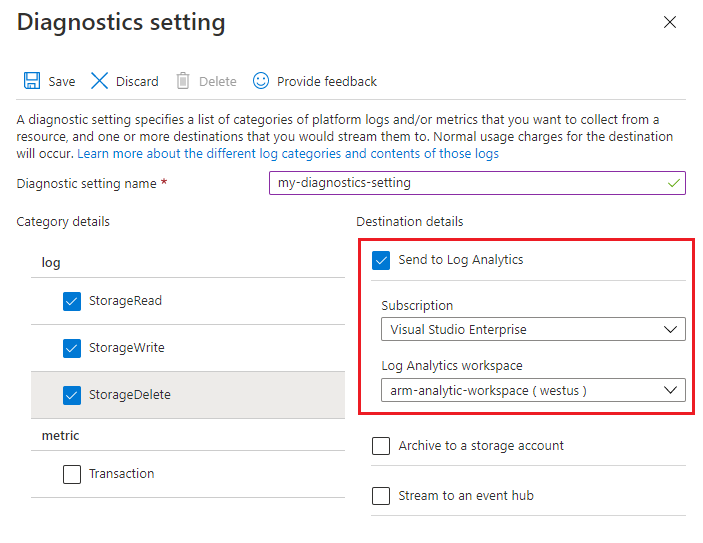 Diagnostics setting
Save Discard Delete Provide feedback
A diagnostic setting specifies a list of categories of platform logs and/or metrics that you want to collect from a
resource, and one or more destinations that you would stream them to. Normal usage charges for the destination
will occur. Learn more about the different log categories and contents of those logs
Diagnostic setting name * my-diagnostics-setting
Category details
log
StorageRead
StorageWrite
StorageDelete
metric
Transaction
Destination details
Send to Log Analytics
Subscription
Visual Studio Enterprise
Log Analytics workspace
arm-analytic-workspace ( westus )
Archive to a storage account
Stream to an event hub